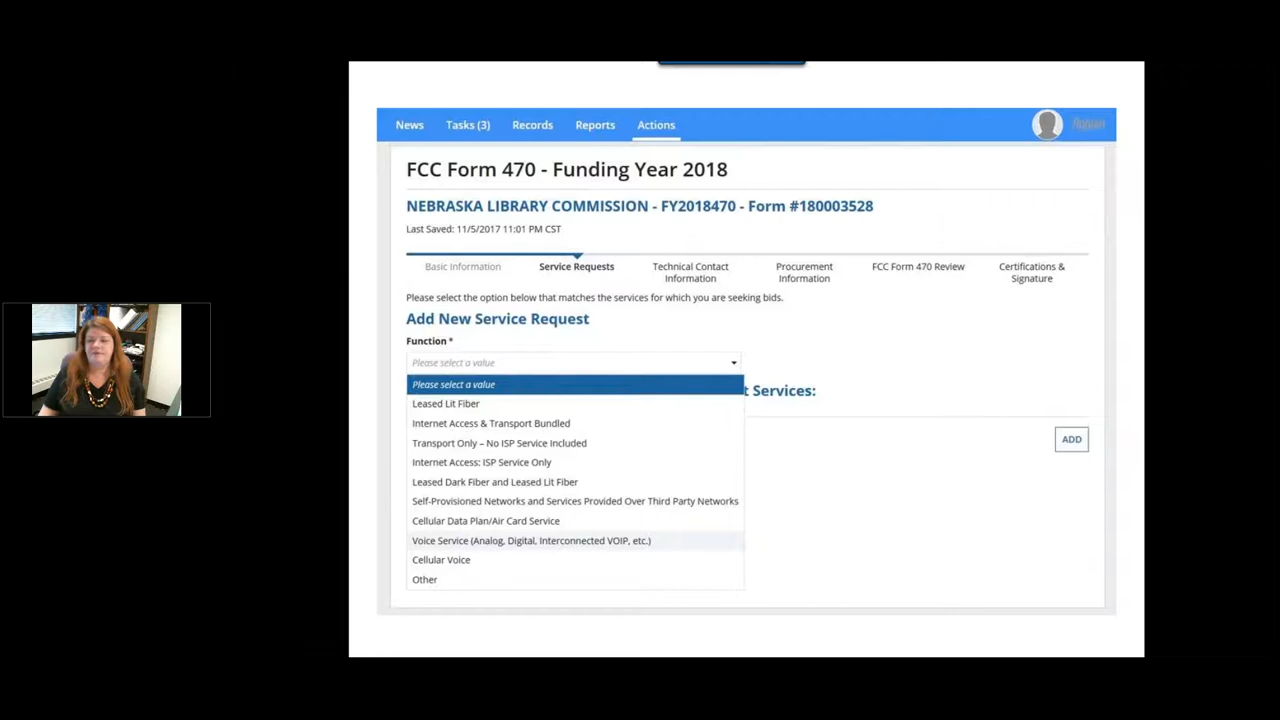 News Tasks (3) Records Reports Actions
FCC Form 470 - Funding Year 2018
NEBRASKA LIBRARY COMMISSION - FY2018470 - Form #180003528
Last Saved: 11/5/2017 11:01 PM CST
Basic Information Service Requests Technical Contact Information Procurement Information FCC Form 470 Review Certifications & Signature
Please select the option below that matches the services for which you are seeking bids.
Add New Service Request
Function *
Please select a value
Please select a value
t Services:
Leased Lit Fiber
Internet Access & Transport Bundled
Transport Only – No ISP Service Included
ADD
Internet Access: ISP Service Only
Leased Dark Fiber and Leased Lit Fiber
Self-Provisioned Networks and Services Provided Over Third Party Networks
Cellular Data Plan/Air Card Service
Voice Service (Analog, Digital, Interconnected VOIP, etc.)
Cellular Voice
Other